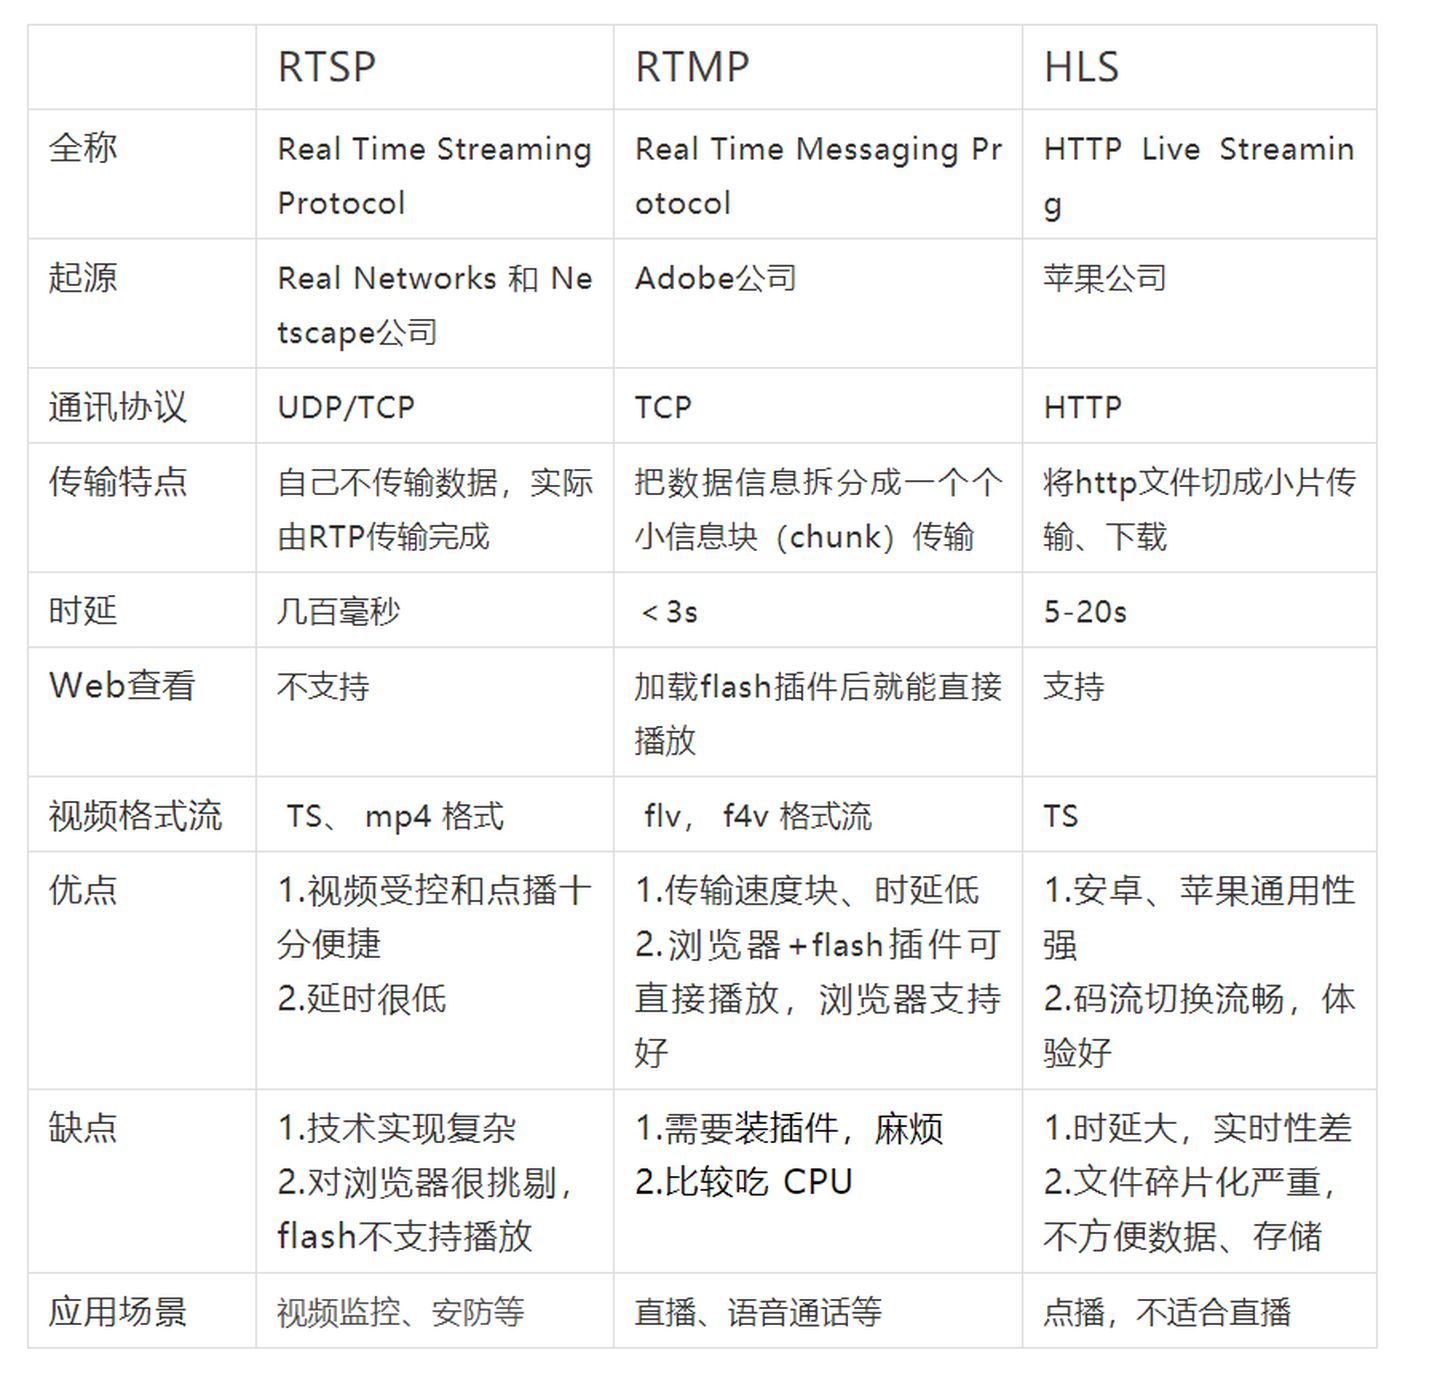 RTSP RTMP HLS
全称 Real Time Streaming Real Time Messaging Pr HTTP Live Streamin
Protocol otocol g
起源 Real Networks 和 Ne Adobe公司 苹果公司
tscape公司
通讯协议 UDP/TCP TCP HTTP
传输特点 自己不传输数据，实际 把数据信息拆分成一个个 将http文件切成小片传
由RTP传输完成 小信息块（chunk）传输 输、下载
时延 几百毫秒 ＜3s 5-20s
Web查看 不支持 加载flash插件后就能直接 支持
播放
视频格式流 TS、 mp4 格式 flv， f4v 格式流 TS
优点 1.视频受控和点播十 1.传输速度块、时延低 1.安卓、苹果通用性
分便捷 2.浏览器+flash插件可 强
2.延时很低 直接播放，浏览器支持 2.码流切换流畅，体
好 验好
缺点 1.技术实现复杂 1.需要装插件，麻烦 1.时延大，实时性差
2.对浏览器很挑剔， 2.比较吃 CPU 2.文件碎片化严重，
flash不支持播放 不方便数据、存储
应用场景 视频监控、安防等 直播、语音通话等 点播，不适合直播